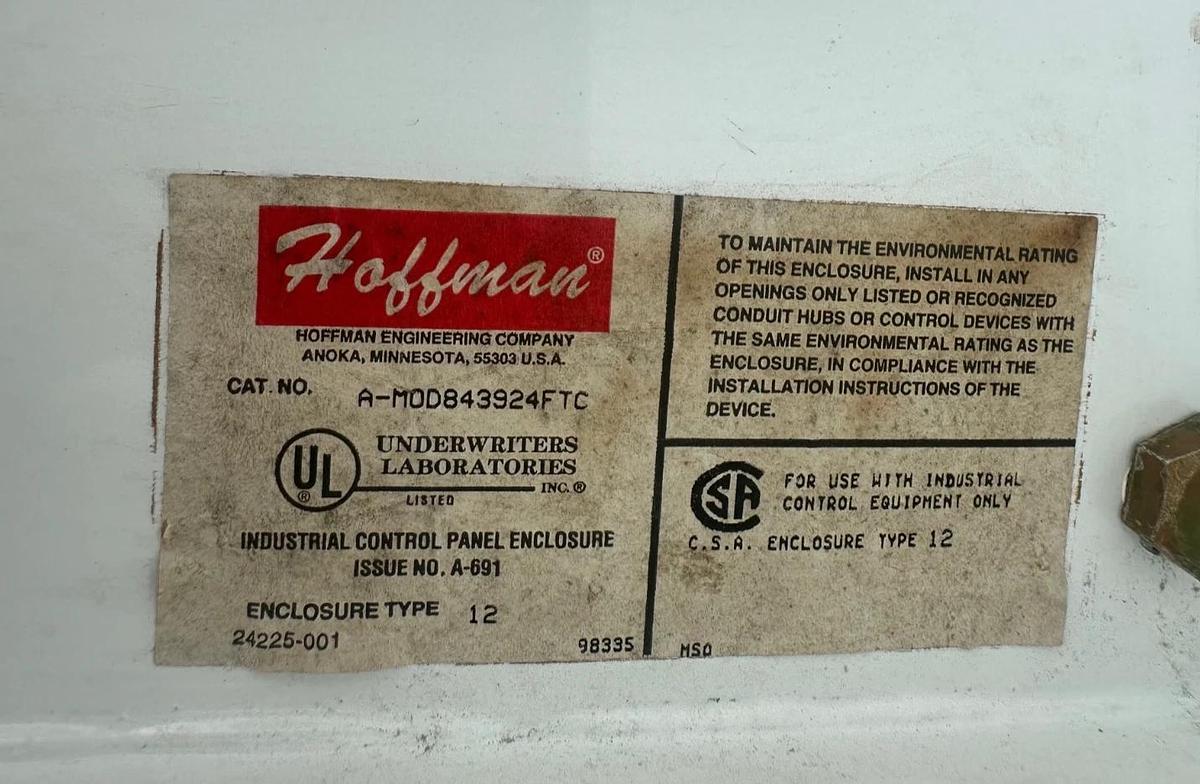 Hoffman®
HOFFMAN ENGINEERING COMPANY
ANOKA, MINNESOTA, 55303 U.S.A.
CAT. NO. A-MOD843924FTC
UL®
UNDERWRITERS
LABORATORIES
INC.®
LISTED
INDUSTRIAL CONTROL PANEL ENCLOSURE
ISSUE NO. A-691
ENCLOSURE TYPE 12
24225-001
98335
TO MAINTAIN THE ENVIRONMENTAL RATING
OF THIS ENCLOSURE, INSTALL IN ANY
OPENINGS ONLY LISTED OR RECOGNIZED
CONDUIT HUBS OR CONTROL DEVICES WITH
THE SAME ENVIRONMENTAL RATING AS THE
ENCLOSURE, IN COMPLIANCE WITH THE
INSTALLATION INSTRUCTIONS OF THE
DEVICE.
SA
FOR USE WITH INDUSTRIAL
CONTROL EQUIPMENT ONLY
C.S.A. ENCLOSURE TYPE 12